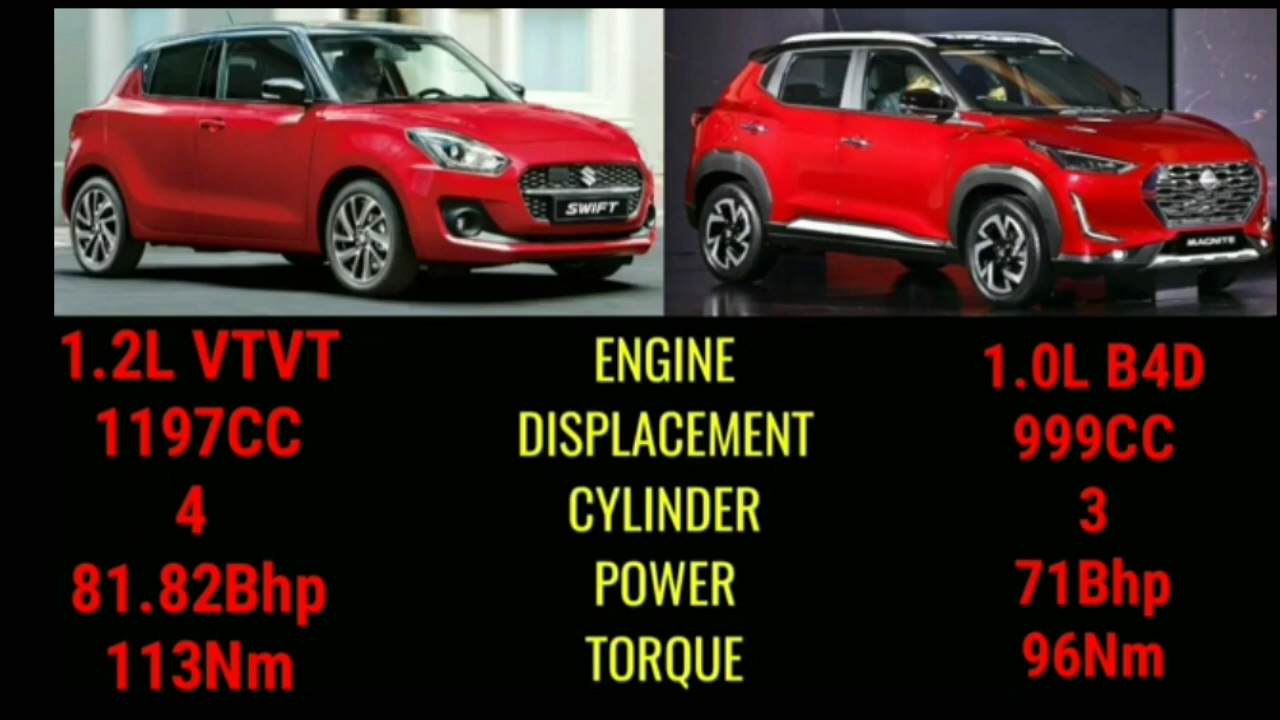 SWIFT
MAGNITE
1.2L VTVT ENGINE 1.0L B4D
1197CC DISPLACEMENT 999CC
4 CYLINDER 3
81.82Bhp POWER 71Bhp
113Nm TORQUE 96Nm